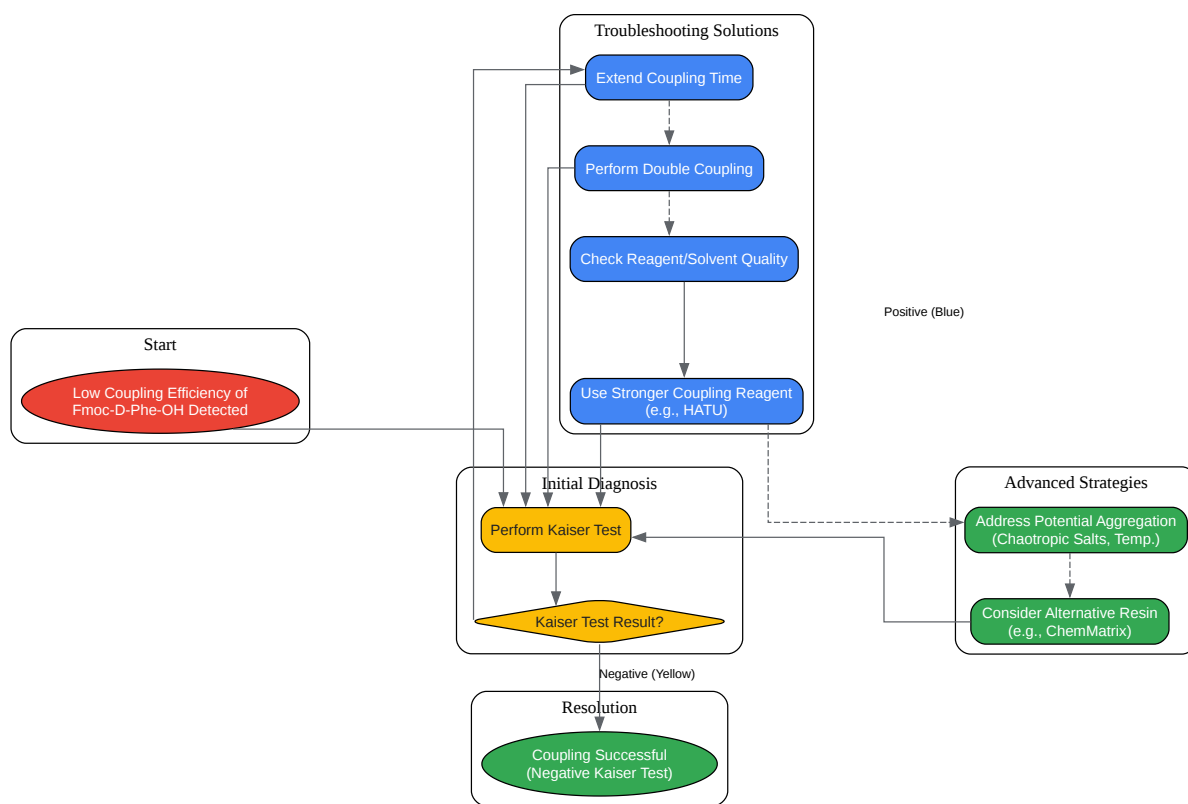 Troubleshooting Solutions
Extend Coupling Time
Perform Double Coupling
Check Reagent/Solvent Quality
Positive (Blue)
Start
Low Coupling Efficiency of
Fmoc-D-Phe-OH Detected
Use Stronger Coupling Reagent
(e.g., HATU)
Initial Diagnosis
Perform Kaiser Test
Kaiser Test Result?
Advanced Strategies
Address Potential Aggregation
(Chaotropic Salts, Temp.)
Consider Alternative Resin
(e.g., ChemMatrix)
Negative (Yellow)
Resolution
Coupling Successful
(Negative Kaiser Test)